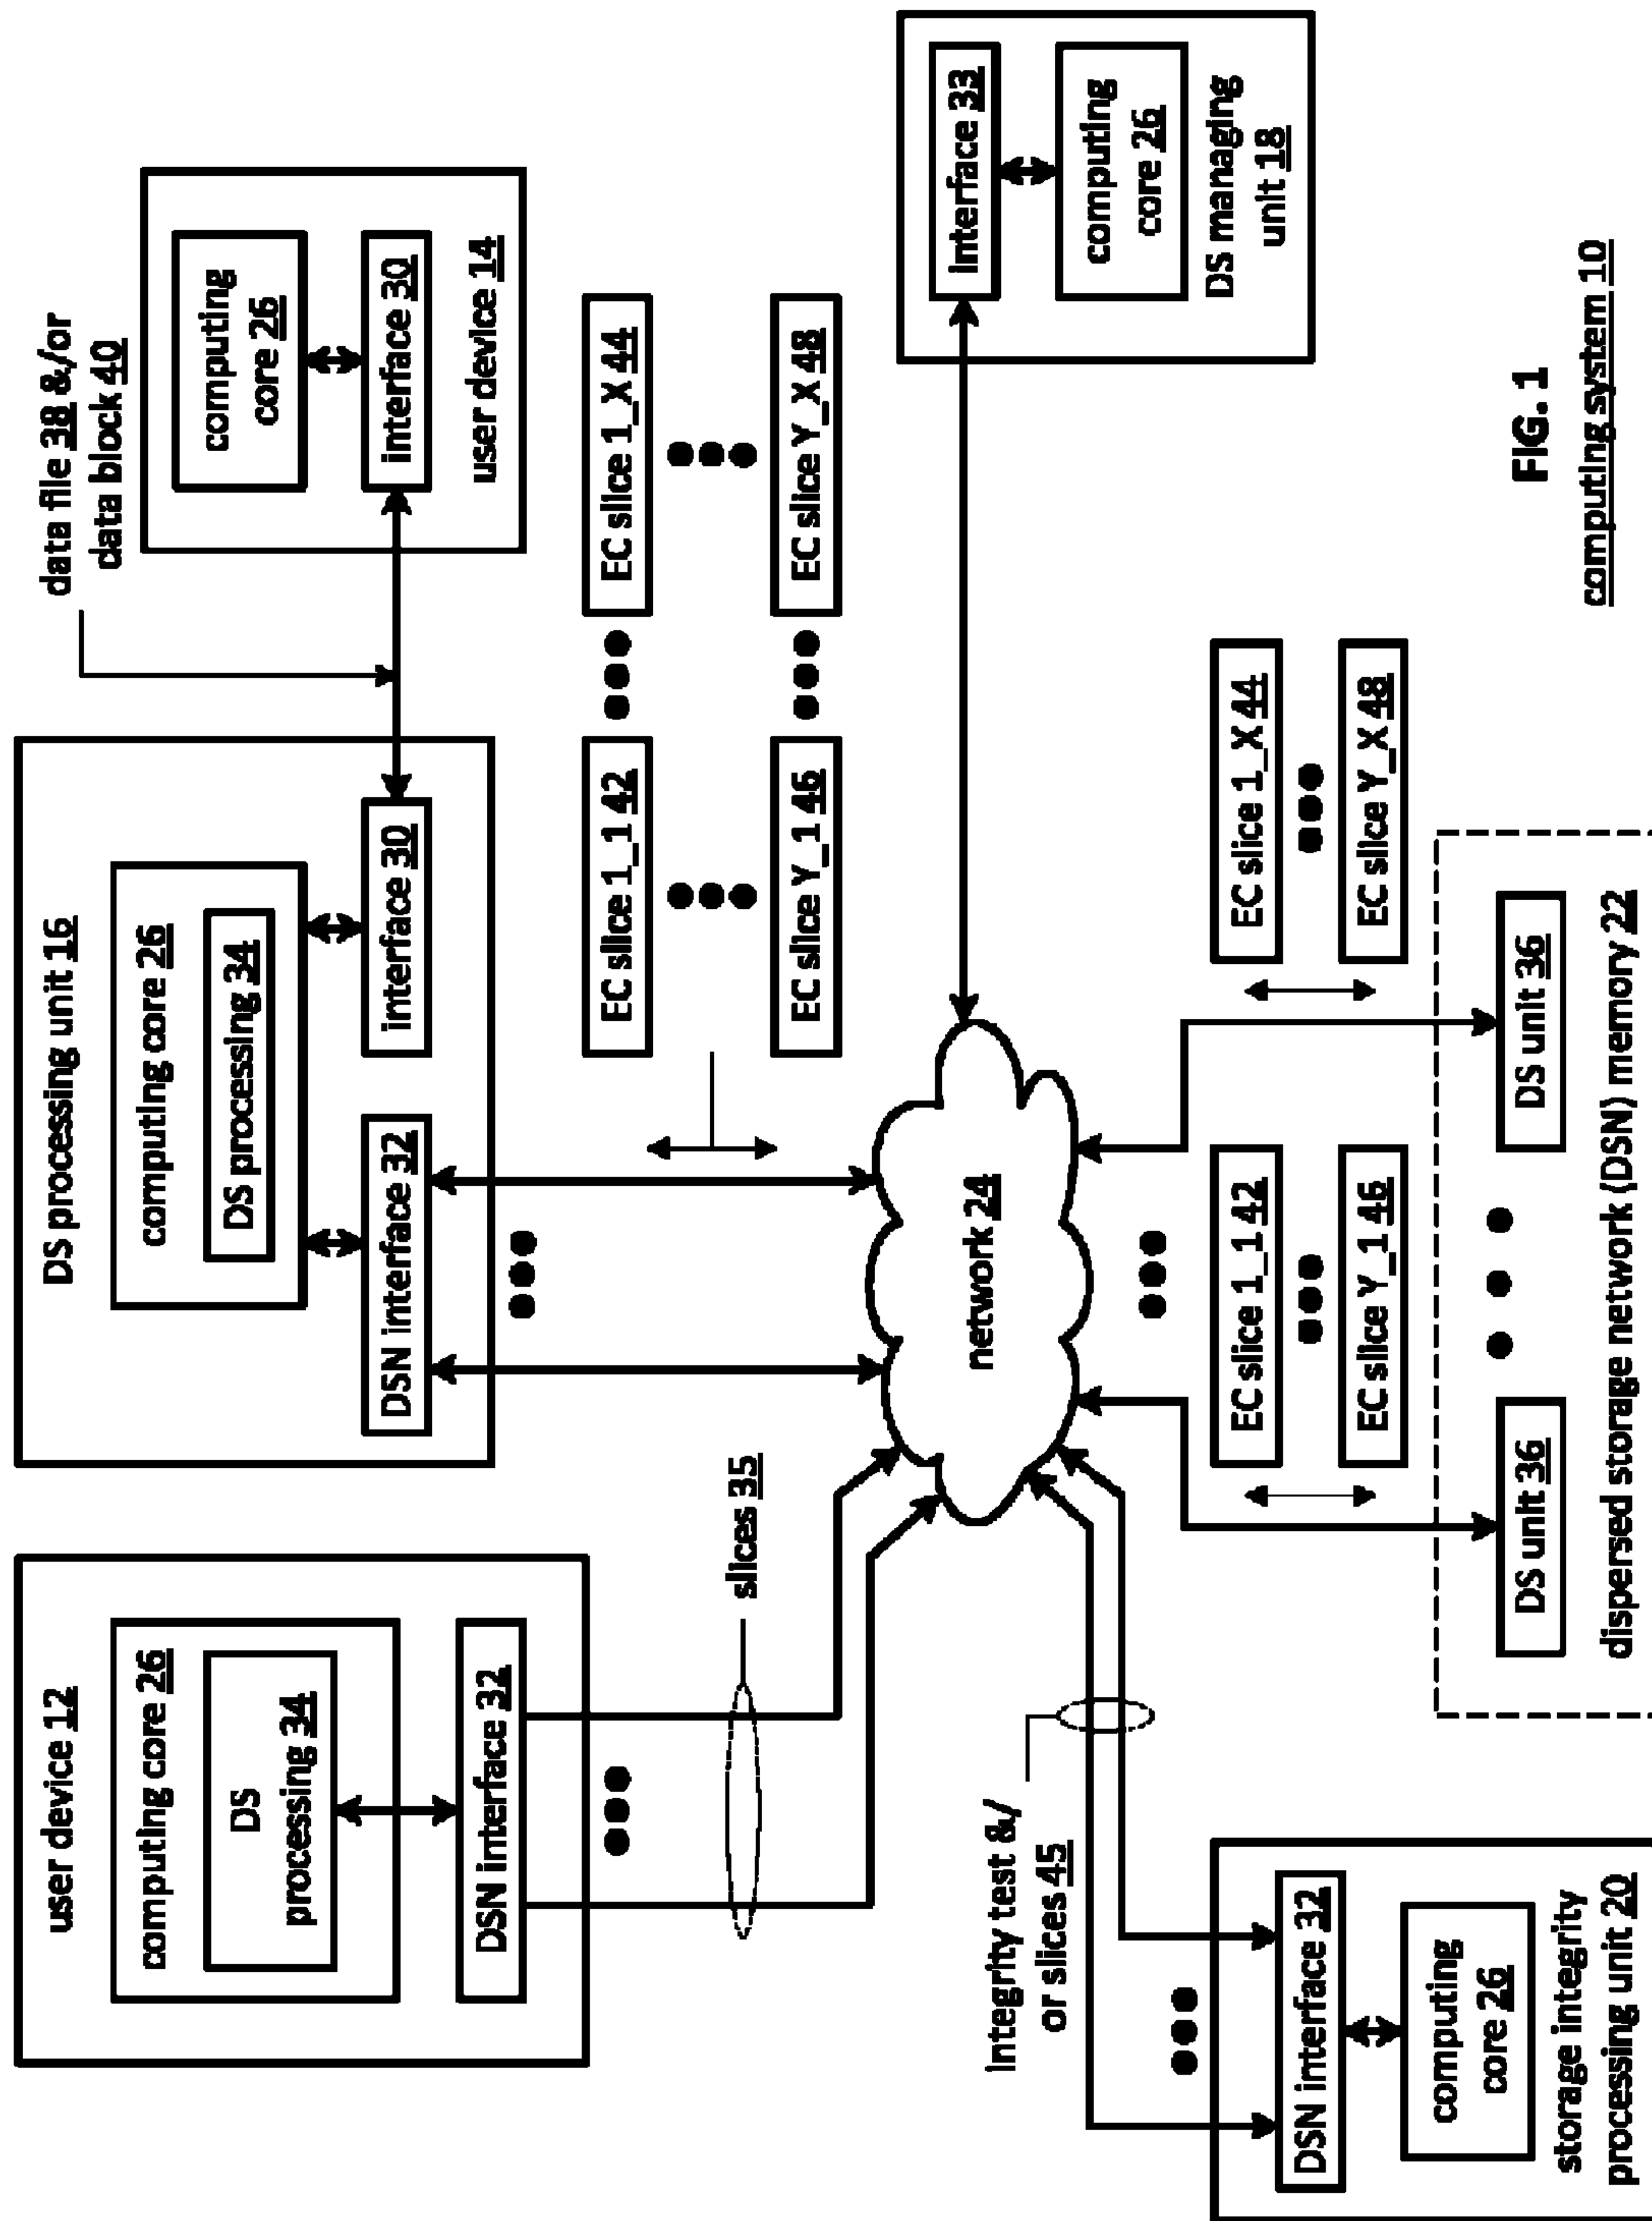 user device 12
computing core 26
DS
processing 34
DSN interface 32
slices 35
DS processing unit 16
computing core 26
DS processing 34
DSN interface 32
interface 30
data file 38 &/or
data block 40
computing
core 26
interface 30
user device 14
EC slice 1_1 42
EC slice 1_X 44
EC slice Y_1 46
EC slice Y_X 48
network 24
interface 33
computing
core 26
DS managing
unit 18
integrity test &/
or slices 45
DSN interface 32
computing
core 26
storage integrity
processing unit 20
EC slice 1_1 42
EC slice Y_1 46
EC slice 1_X 44
EC slice Y_X 48
DS unit 36
DS unit 36
dispersed storage network (DSN) memory 22
FIG. 1
computing system 10